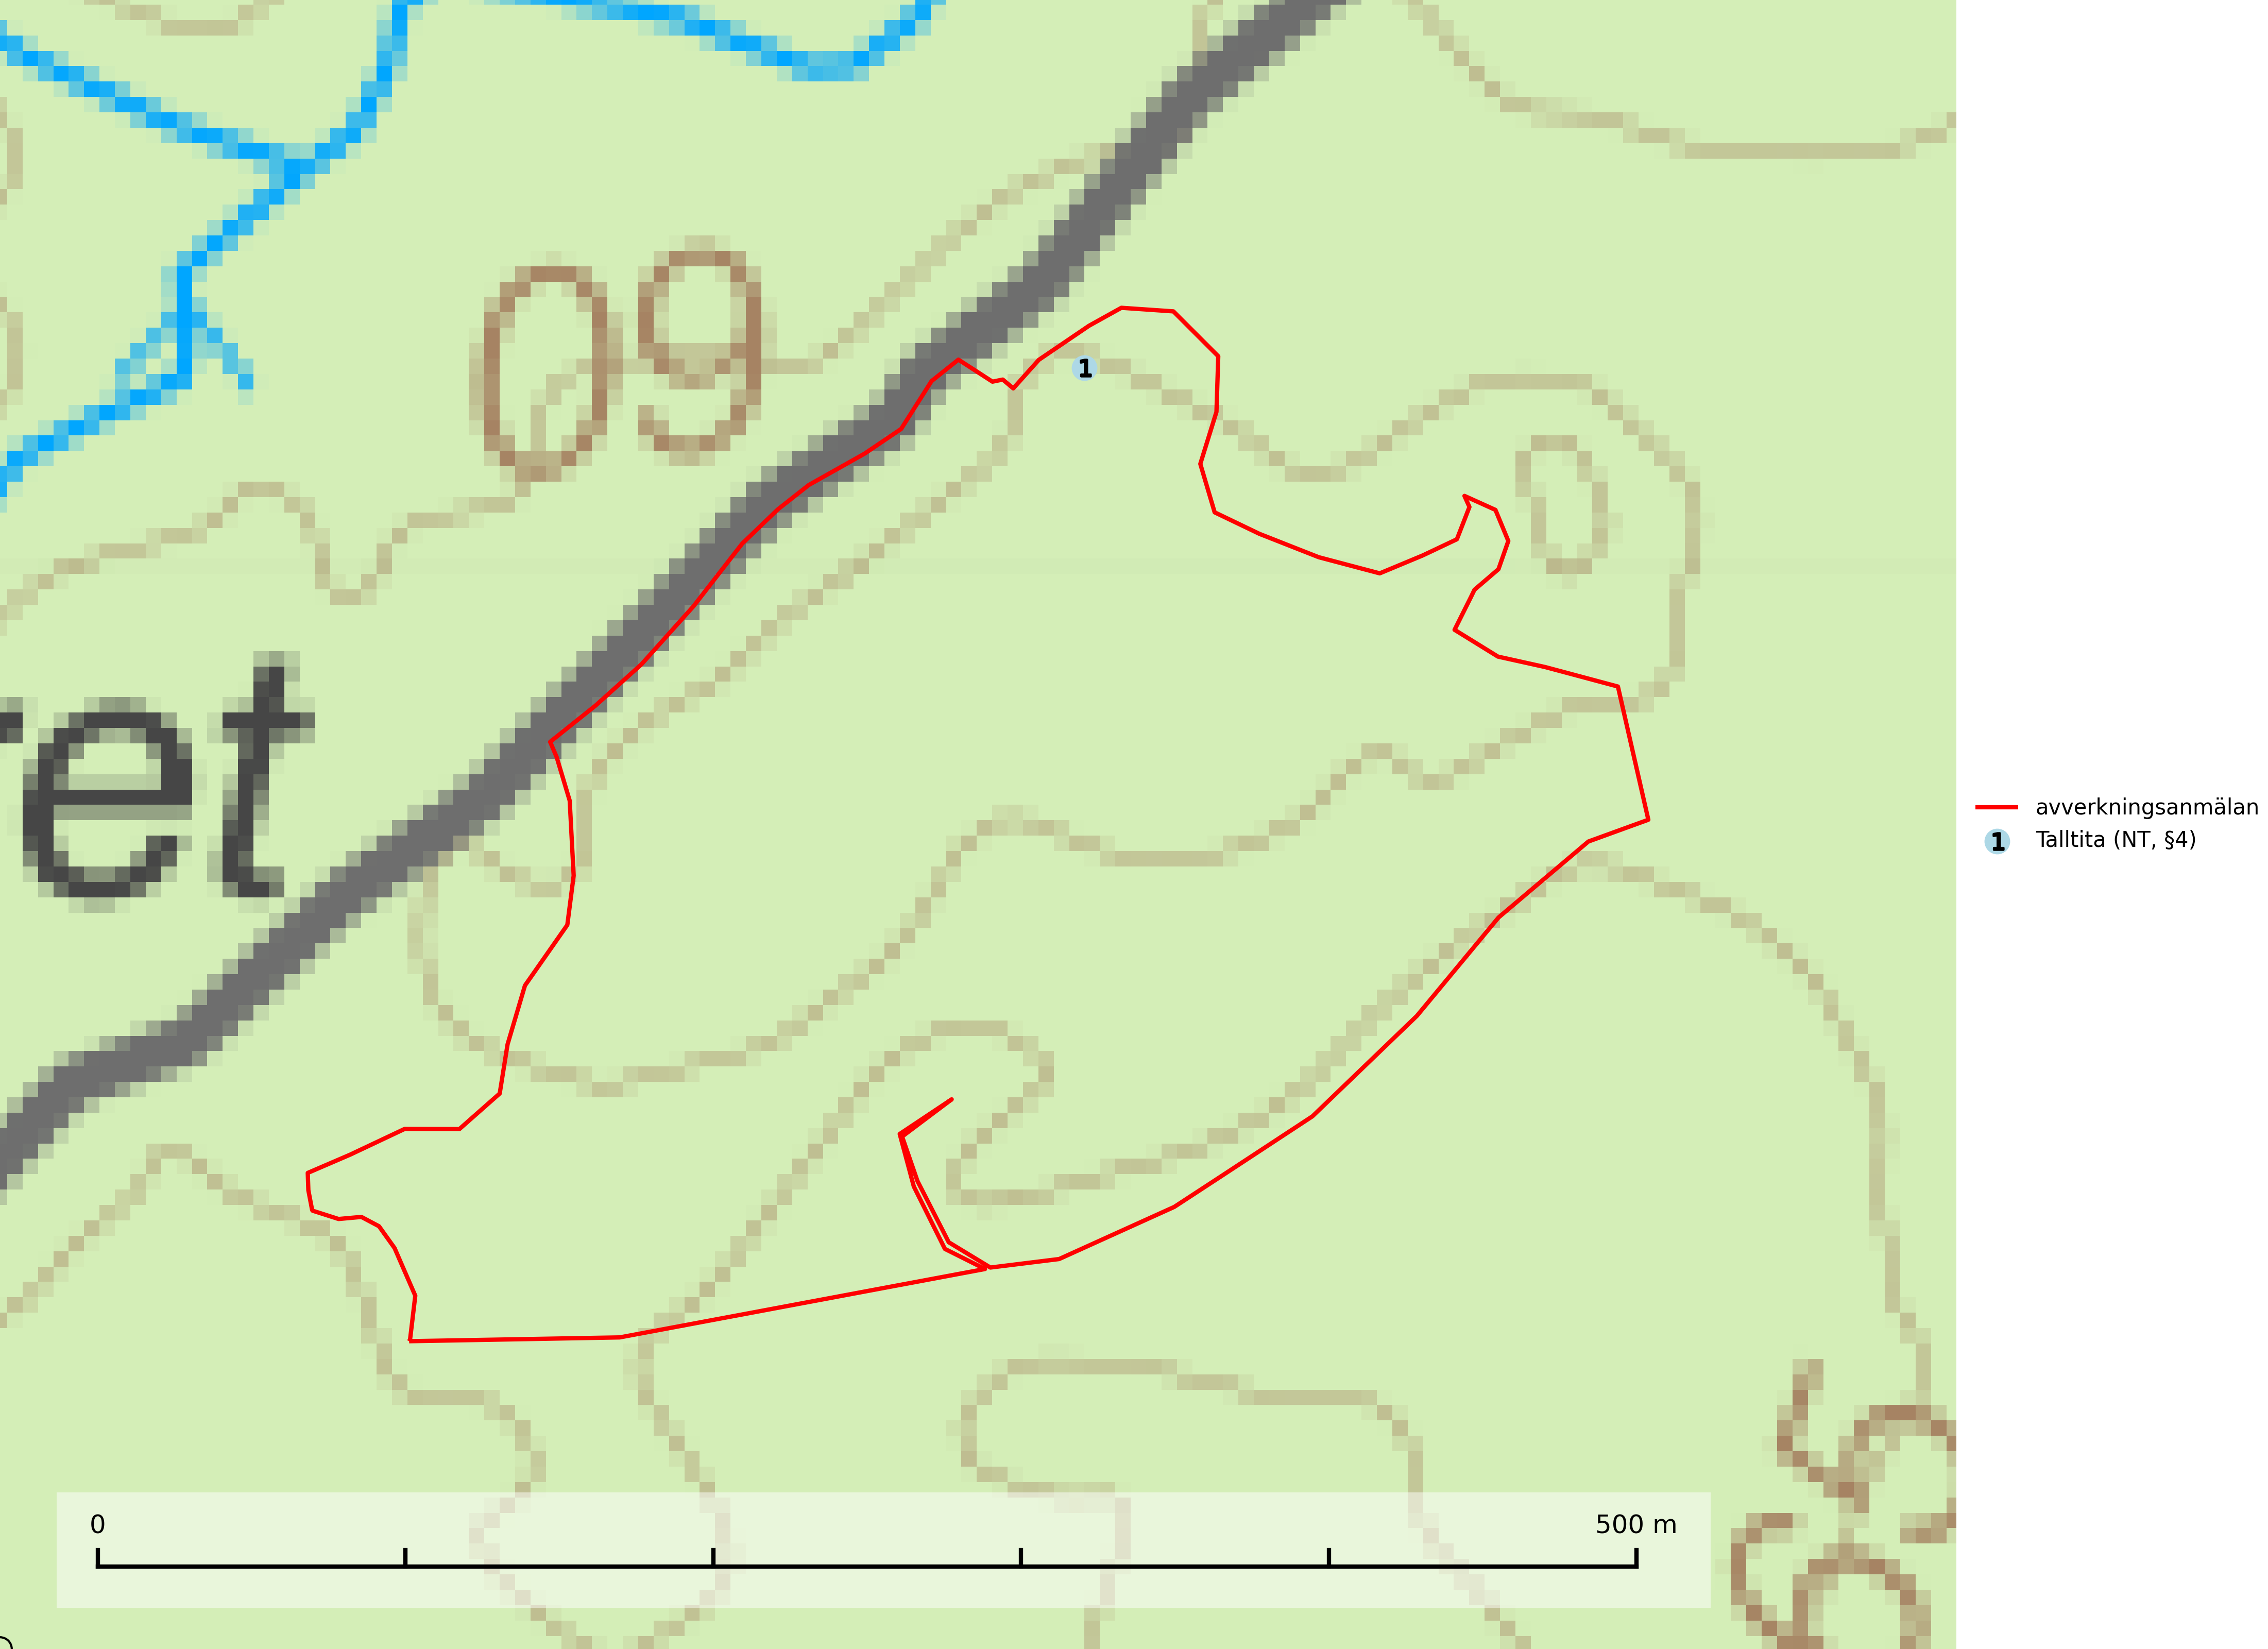 09
1
et
avverkningsanmälan
1 Talltita (NT, §4)
0 500 m